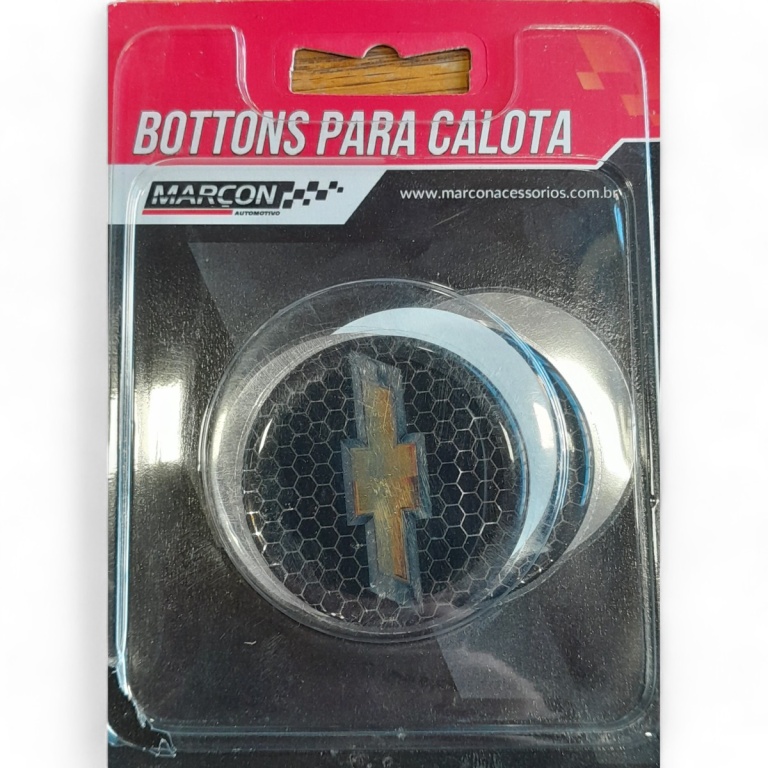 BOTTONS PARA CALOTA
MARÇON
AUTOMOTIVO
www.marconacessorios.com.br